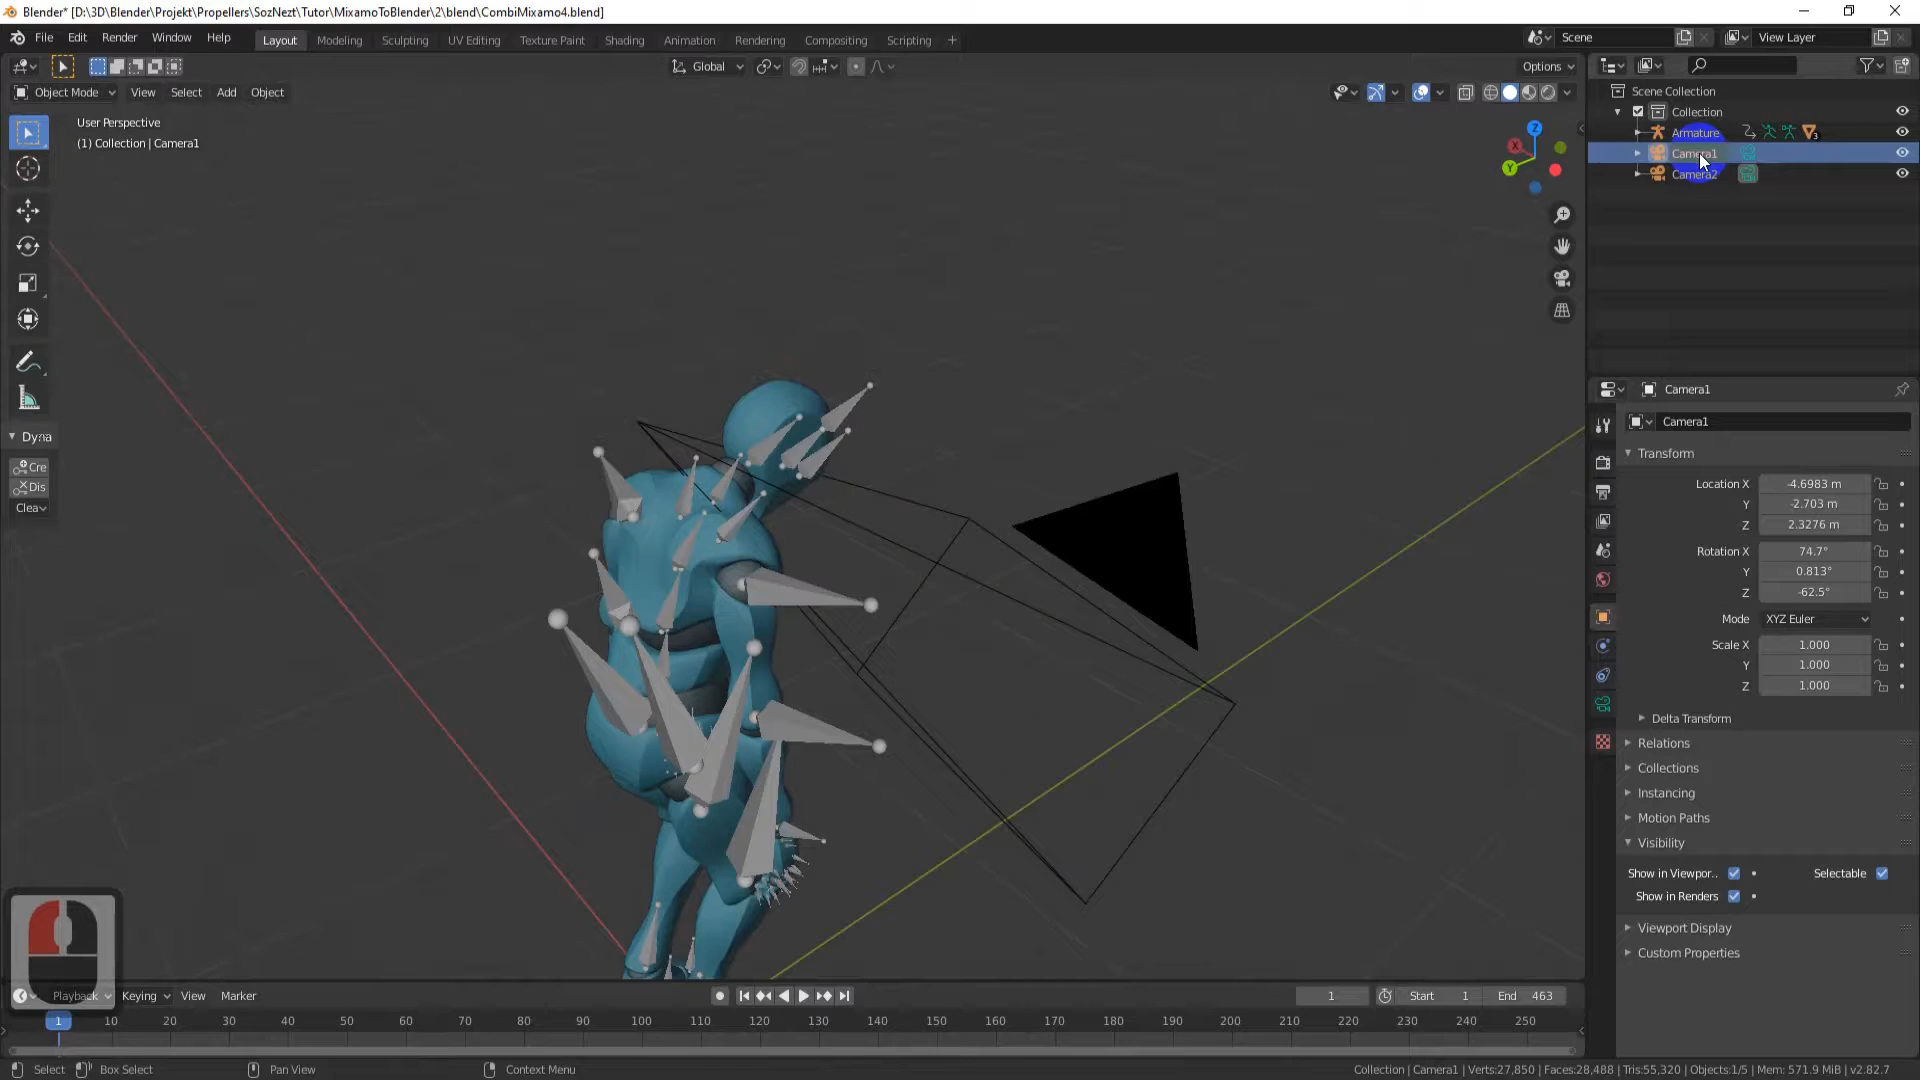 Blender* [D:\3D\Blender\Projekt\Propellers\SozNezt\Tutor\MixamoToBlender\2\blend\CombiMixamo4.blend]
File Edit Render Window Help Layout Modeling Sculpting UV Editing Texture Paint Shading Animation Rendering Compositing Scripting + Scene View Layer
Global Options
Object Mode View Select Add Object
User Perspective
(1) Collection | Camera1
Scene Collection
Collection
Armature 3
Camera1
Camera2
Z
X
Y
Dyna
Cre
Dis
Clea
Camera1
Camera1
Transform
Location X -4.6983 m
Y -2.703 m
Z 2.3276 m
Rotation X 74.7°
Y 0.813°
Z -62.5°
Mode XYZ Euler
Scale X 1.000
Y 1.000
Z 1.000
Delta Transform
Relations
Collections
Instancing
Motion Paths
Visibility
Show in Viewpor.. Selectable
Show in Renders
Viewport Display
Custom Properties
Playback Keying View Marker 1 Start 1 End 463
1 10 20 30 40 50 60 70 80 90 100 110 120 130 140 150 160 170 180 190 200 210 220 230 240 250
Select Box Select Pan View Context Menu Collection | Camera1 | Verts:27,850 | Faces:28,488 | Tris:55,320 | Objects:1/5 | Mem: 571.9 MiB | v2.82.7